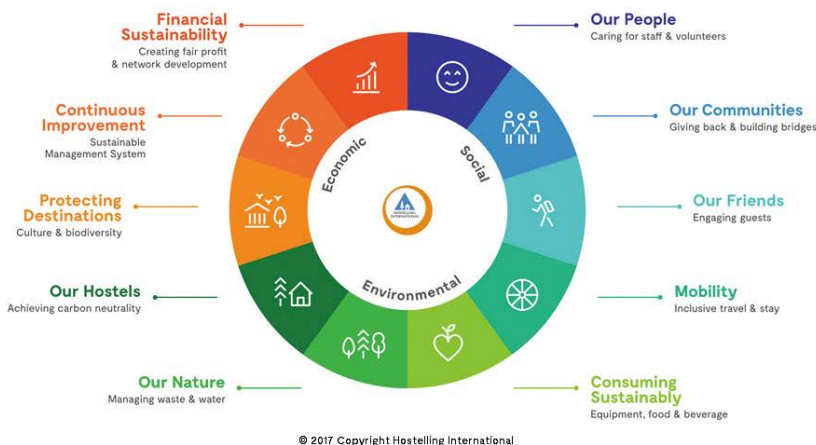 Financial
Sustainability
Creating fair profit
& network development
Our People
Caring for staff & volunteers
Continuous
Improvement
Sustainable
Management System
Our Communities
Giving back & building bridges
Economic
Social
Protecting
Destinations
Culture & biodiversity
HOSTELLING
INTERNATIONAL
Our Friends
Engaging guests
Environmental
Our Hostels
Achieving carbon neutrality
Mobility
Inclusive travel & stay
Our Nature
Managing waste & water
Consuming
Sustainably
Equipment, food & beverage
© 2017 Copyright Hostelling International